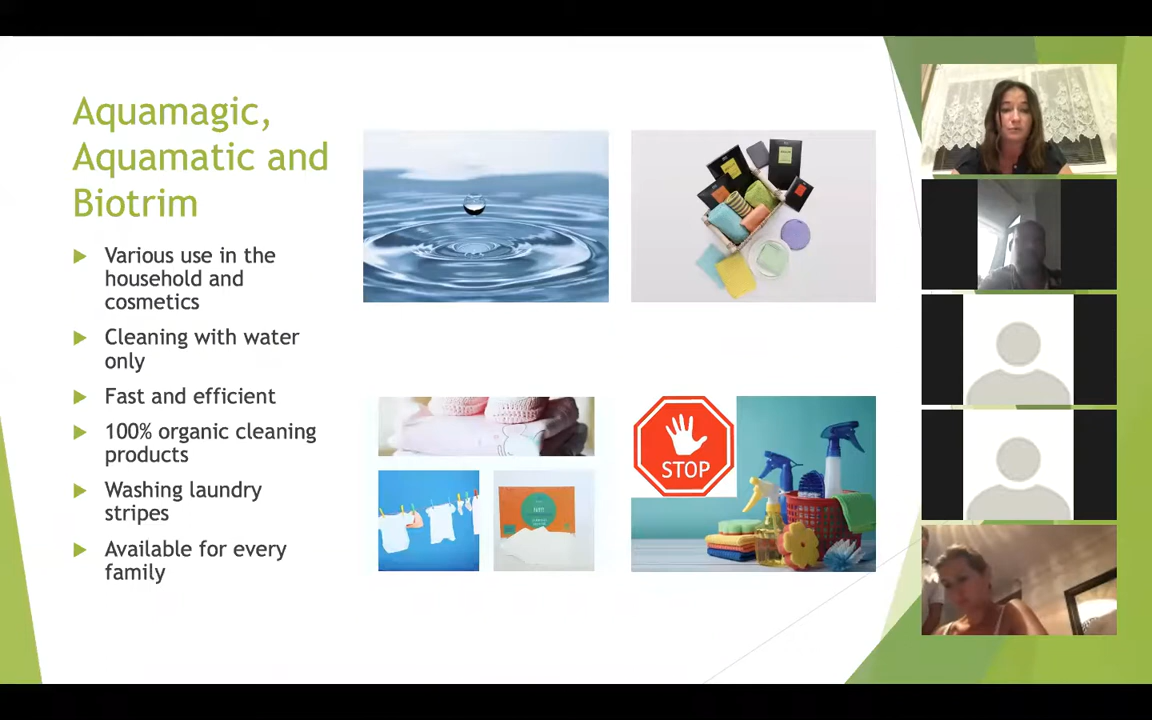 Aquamagic,
Aquamatic and
Biotrim
Various use in the
household and
cosmetics
Cleaning with water
only
Fast and efficient
100% organic cleaning
products
Washing laundry
stripes
Available for every
family
STOP